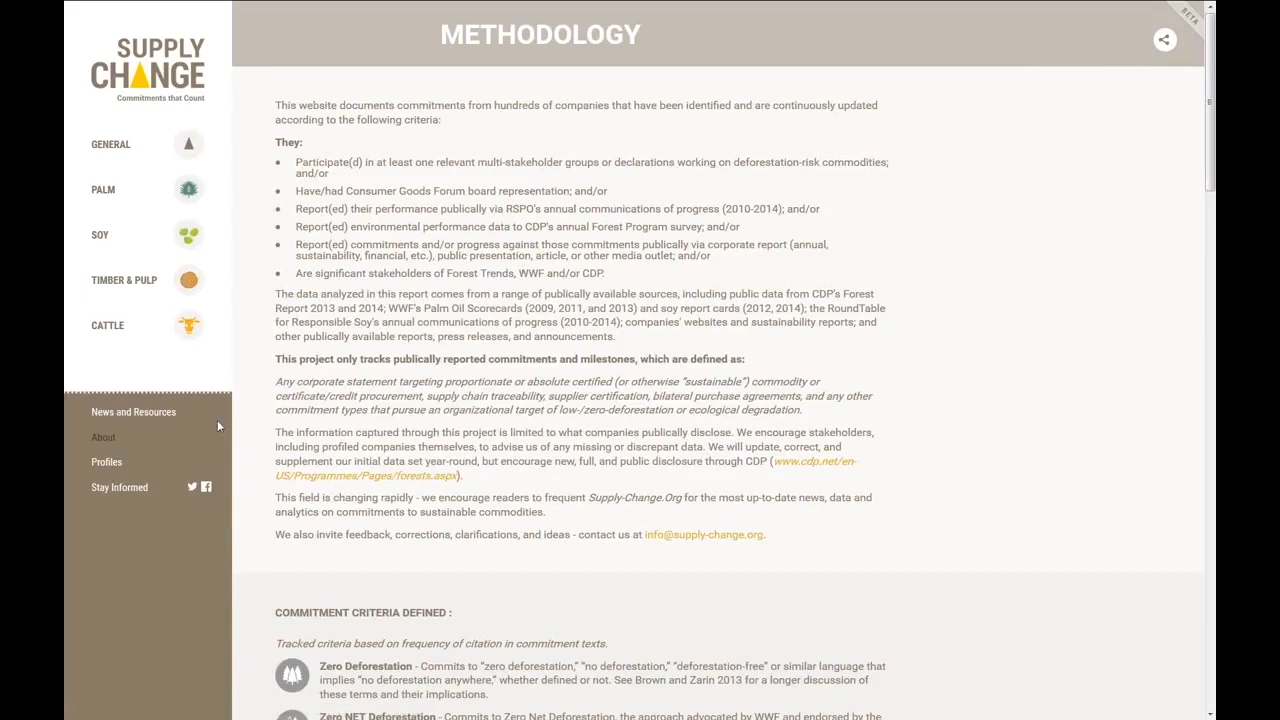 SUPPLY
CHANGE
Commitments that Count
GENERAL
PALM
SOY
TIMBER & PULP
CATTLE
News and Resources
About
Profiles
Stay Informed
METHODOLOGY
BETA
This website documents commitments from hundreds of companies that have been identified and are continuously updated
according to the following criteria:
They:
Participate(d) in at least one relevant multi-stakeholder groups or declarations working on deforestation-risk commodities;
and/or
Have/had Consumer Goods Forum board representation; and/or
Report(ed) their performance publically via RSPO's annual communications of progress (2010-2014); and/or
Report(ed) environmental performance data to CDP's annual Forest Program survey; and/or
Report(ed) commitments and/or progress against those commitments publically via corporate report (annual,
sustainability, financial, etc.), public presentation, article, or other media outlet; and/or
Are significant stakeholders of Forest Trends, WWF and/or CDP.
The data analyzed in this report comes from a range of publically available sources, including public data from CDP's Forest
Report 2013 and 2014; WWF's Palm Oil Scorecards (2009, 2011, and 2013) and soy report cards (2012, 2014); the RoundTable
for Responsible Soy's annual communications of progress (2010-2014); companies' websites and sustainability reports; and
other publically available reports, press releases, and announcements.
This project only tracks publically reported commitments and milestones, which are defined as:
Any corporate statement targeting proportionate or absolute certified (or otherwise "sustainable") commodity or
certificate/credit procurement, supply chain traceability, supplier certification, bilateral purchase agreements, and any other
commitment types that pursue an organizational target of low-/zero-deforestation or ecological degradation.
The information captured through this project is limited to what companies publically disclose. We encourage stakeholders,
including profiled companies themselves, to advise us of any missing or discrepant data. We will update, correct, and
supplement our initial data set year-round, but encourage new, full, and public disclosure through CDP (www.cdp.net/en-
US/Programmes/Pages/forests.aspx).
This field is changing rapidly - we encourage readers to frequent Supply-Change.Org for the most up-to-date news, data and
analytics on commitments to sustainable commodities.
We also invite feedback, corrections, clarifications, and ideas - contact us at info@supply-change.org.
COMMITMENT CRITERIA DEFINED :
Tracked criteria based on frequency of citation in commitment texts.
Zero Deforestation - Commits to "zero deforestation," "no deforestation," "deforestation-free" or similar language that
implies "no deforestation anywhere," whether defined or not. See Brown and Zarin 2013 for a longer discussion of
these terms and their implications.
Zero NET Deforestation - Commits to Zero Net Deforestation, the approach advocated by WWF and endorsed by the